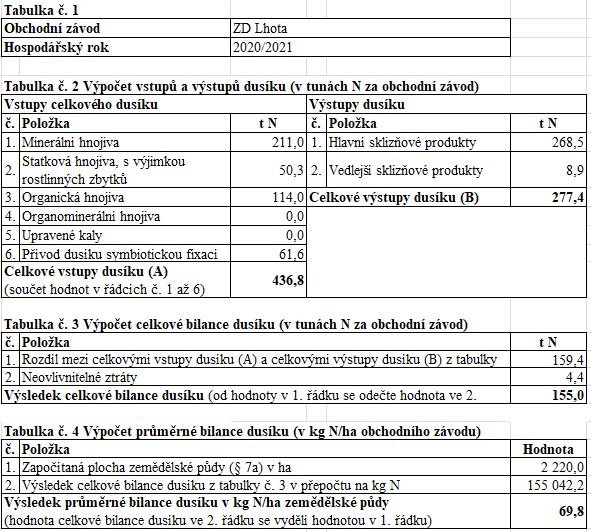 Tabulka č. 1
Obchodní závod ZD Lhota
Hospodářský rok 2020/2021
Tabulka č. 2 Výpočet vstupů a výstupů dusíku (v tunách N za obchodní závod)
Vstupy celkového dusíku Výstupy dusíku
č. Položka t N č. Položka t N
1. Minerální hnojiva 211,0 1. Hlavní sklizňové produkty 268,5
2. Statková hnojiva, s výjimkou rostlinných zbytků 50,3 2. Vedlejší sklizňové produkty 8,9
3. Organická hnojiva 114,0 Celkové výstupy dusíku (B) 277,4
4. Organominerální hnojiva 0,0
5. Upravené kaly 0,0
6. Přívod dusíku symbiotickou fixací 61,6
Celkové vstupy dusíku (A)
(součet hodnot v řádcích č. 1 až 6) 436,8
Tabulka č. 3 Výpočet celkové bilance dusíku (v tunách N za obchodní závod)
č. Položka t N
1. Rozdíl mezi celkovými vstupy dusíku (A) a celkovými výstupy dusíku (B) z tabulky 159,4
2. Neovlivnitelné ztráty 4,4
Výsledek celkové bilance dusíku (od hodnoty v 1. řádku se odečte hodnota ve 2. 155,0
Tabulka č. 4 Výpočet průměrné bilance dusíku (v kg N/ha obchodního závodu)
č. Položka Hodnota
1. Započítaná plocha zemědělské půdy (§ 7a) v ha 2 220,0
2. Výsledek celkové bilance dusíku z tabulky č. 3 v přepočtu na kg N 155 042,2
Výsledek průměrné bilance dusíku v kg N/ha zemědělské půdy
(hodnota celkové bilance dusíku ve 2. řádku se vydělí hodnotou v 1. řádku) 69,8